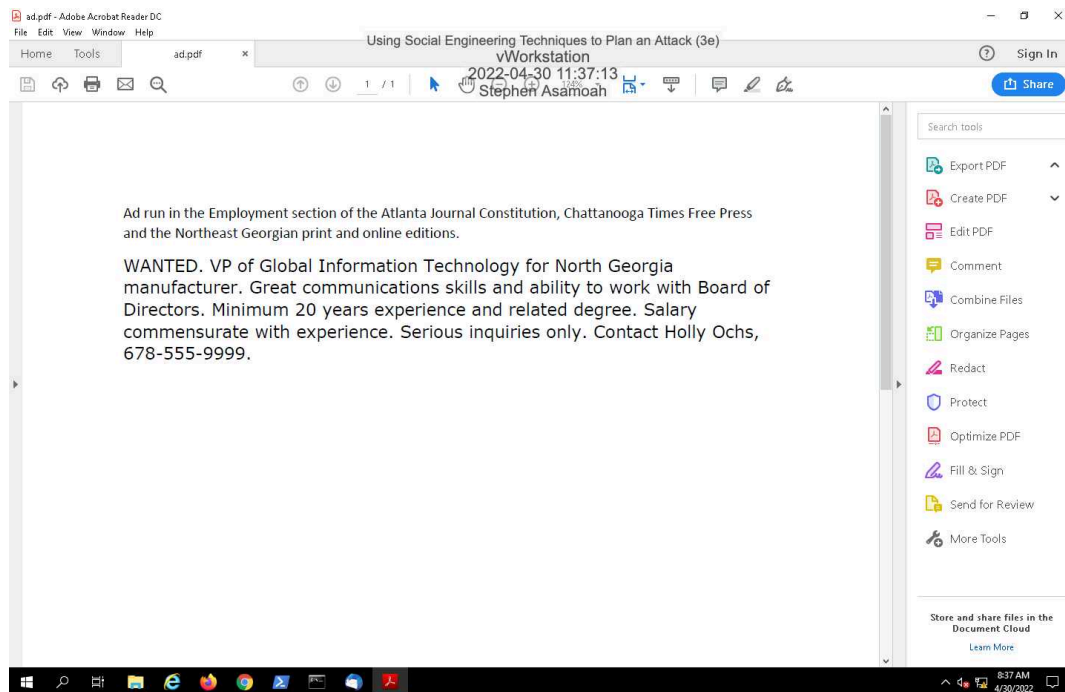 ad.pdf - Adobe Acrobat Reader DC
File Edit View Window Help
Using Social Engineering Techniques to Plan an Attack (3e)
vWorkstation
2022-04-30 11:37:13
Stephen Asamoah
Home Tools ad.pdf × Sign In
1 / 1 124% Share
Search tools
Export PDF
Create PDF
Edit PDF
Comment
Combine Files
Organize Pages
Redact
Protect
Optimize PDF
Fill & Sign
Send for Review
More Tools
Store and share files in the
Document Cloud
Learn More
Ad run in the Employment section of the Atlanta Journal Constitution, Chattanooga Times Free Press
and the Northeast Georgian print and online editions.
WANTED. VP of Global Information Technology for North Georgia
manufacturer. Great communications skills and ability to work with Board of
Directors. Minimum 20 years experience and related degree. Salary
commensurate with experience. Serious inquiries only. Contact Holly Ochs,
678-555-9999.
8:37 AM
4/30/2022